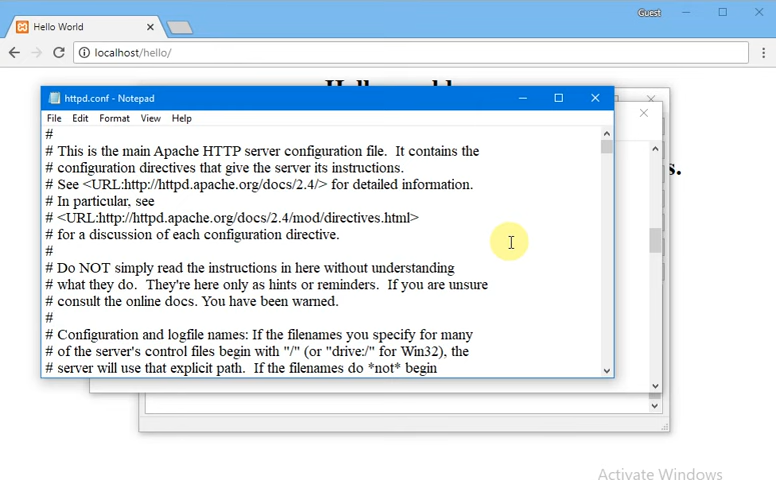 Guest
Hello World
localhost/hello/
httpd.conf - Notepad
File Edit Format View Help
#
# This is the main Apache HTTP server configuration file.  It contains the
# configuration directives that give the server its instructions.
# See <URL:http://httpd.apache.org/docs/2.4/> for detailed information.
# In particular, see
# <URL:http://httpd.apache.org/docs/2.4/mod/directives.html>
# for a discussion of each configuration directive.
#
# Do NOT simply read the instructions in here without understanding
# what they do.  They're here only as hints or reminders.  If you are unsure
# consult the online docs. You have been warned.
#
# Configuration and logfile names: If the filenames you specify for many
# of the server's control files begin with "/" (or "drive:/" for Win32), the
# server will use that explicit path.  If the filenames do *not* begin
s.
Activate Windows